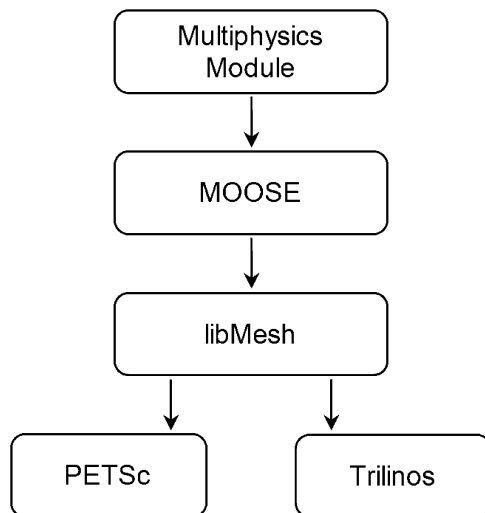 Multiphysics
Module
MOOSE
libMesh
PETSc
Trilinos